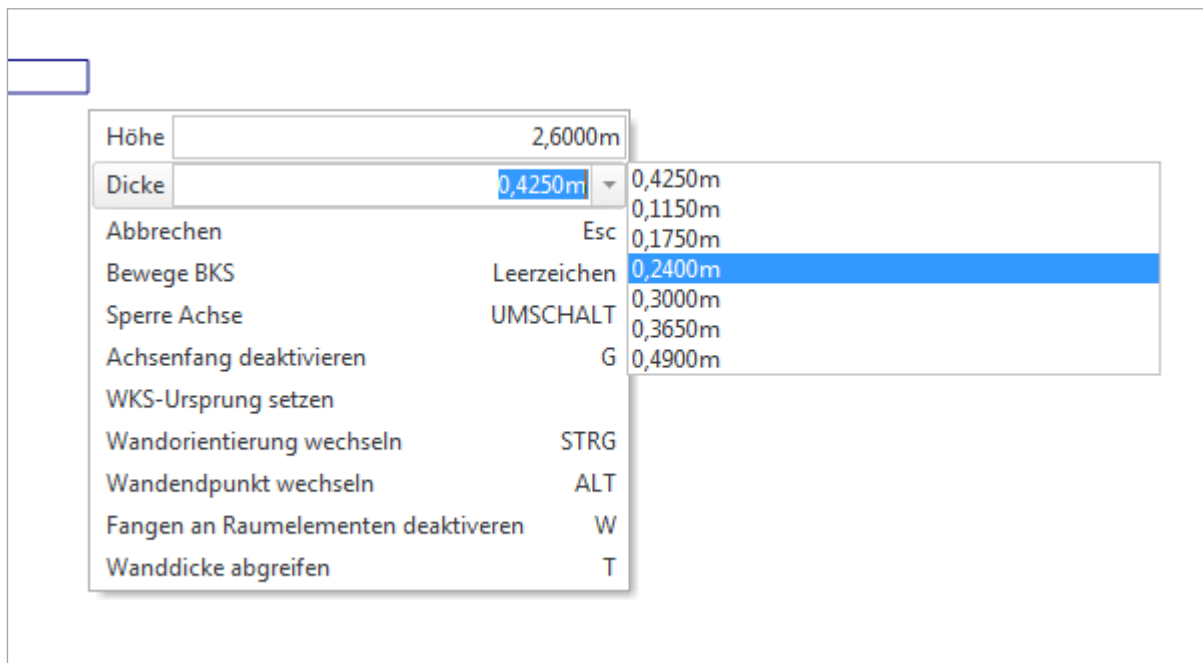 Höhe 2,6000m
Dicke 0,4250m
Abbrechen Esc
Bewege BKS Leerzeichen
Sperre Achse UMSCHALT
Achsenfang deaktivieren G
WKS-Ursprung setzen
Wandorientierung wechseln STRG
Wandendpunkt wechseln ALT
Fangen an Raumelementen deaktiveren W
Wanddicke abgreifen T
0,4250m
0,1150m
0,1750m
0,2400m
0,3000m
0,3650m
0,4900m